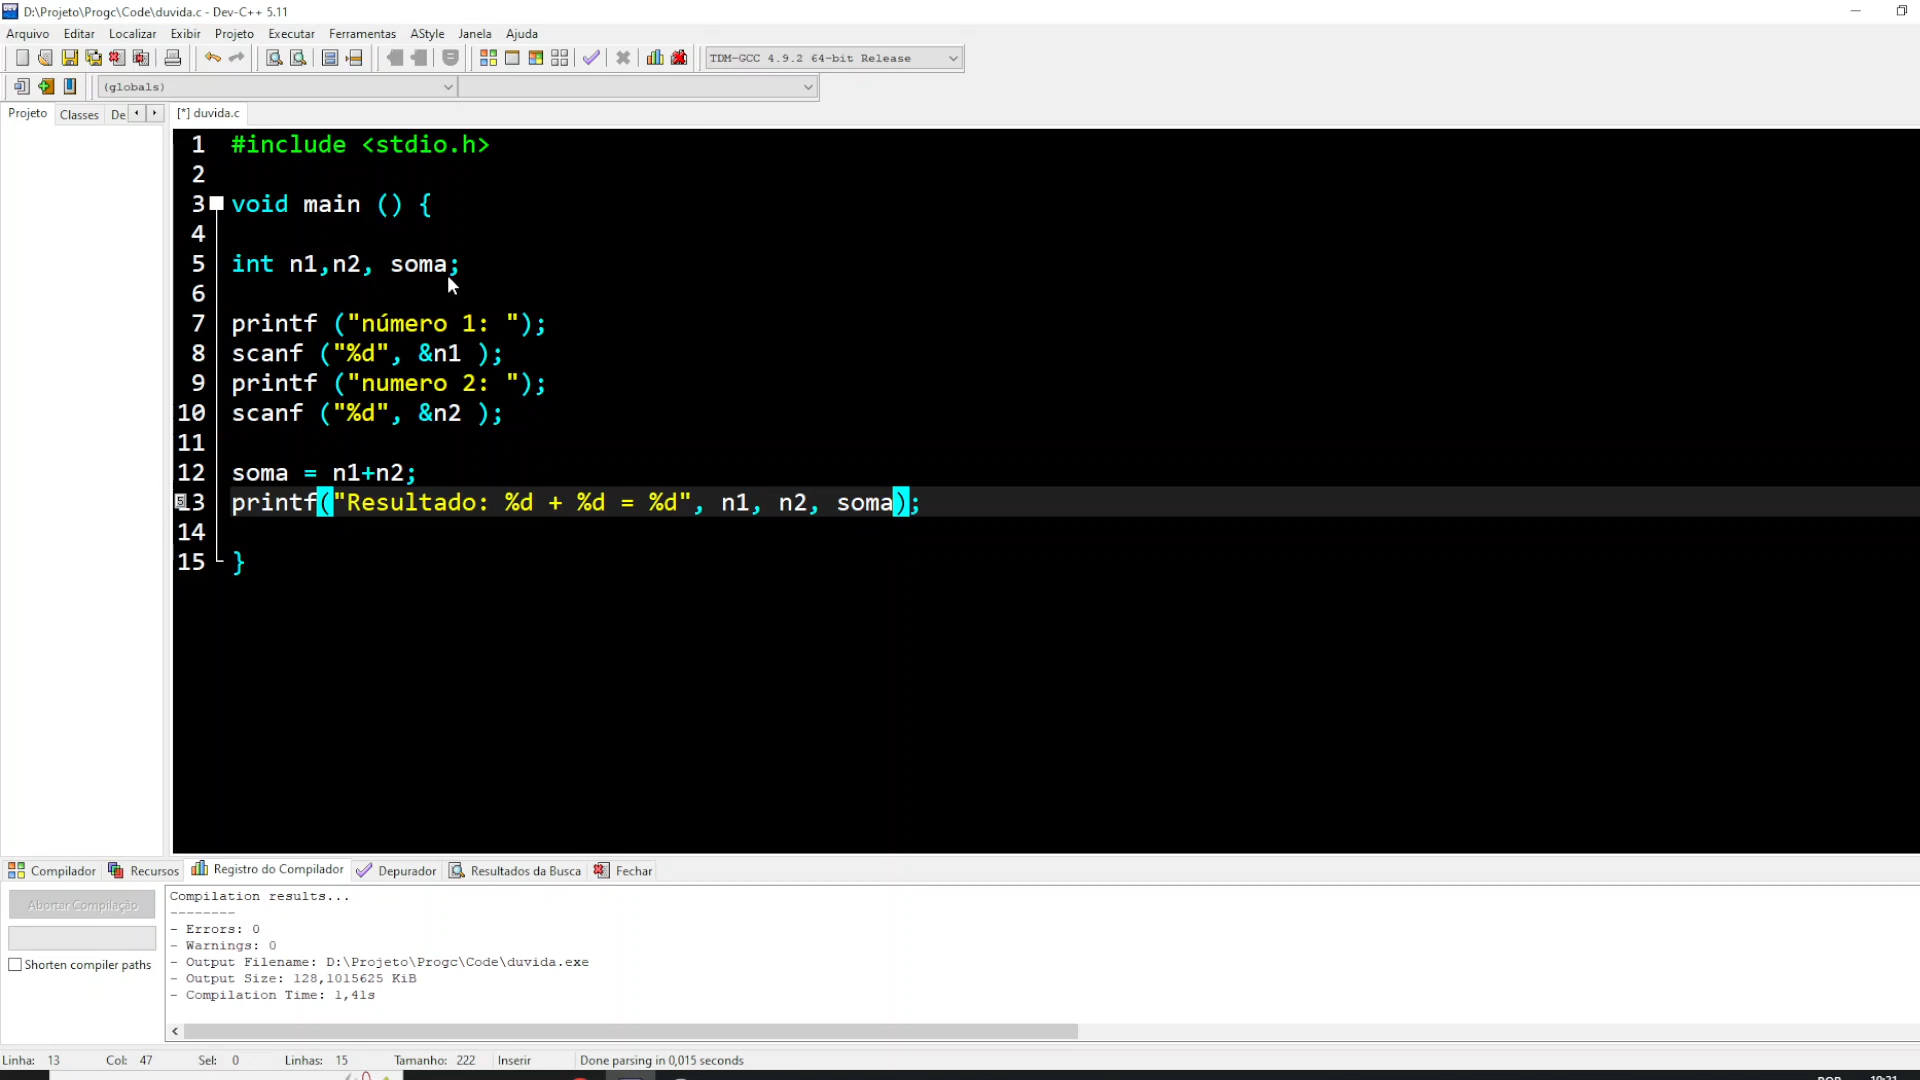 D:\Projeto\Progc\Code\duvida.c - Dev-C++ 5.11
Arquivo Editar Localizar Exibir Projeto Executar Ferramentas AStyle Janela Ajuda
TDM-GCC 4.9.2 64-bit Release
(globals)
Projeto Classes De [*] duvida.c
1 #include <stdio.h>
2
3 void main () {
4
5 int n1,n2, soma;
6
7 printf ("número 1: ");
8 scanf ("%d", &n1 );
9 printf ("numero 2: ");
10 scanf ("%d", &n2 );
11
12 soma = n1+n2;
13 printf("Resultado: %d + %d = %d", n1, n2, soma);
14
15 }
Compilador Recursos Registro do Compilador Depurador Resultados da Busca Fechar
Abortar Compilação
Shorten compiler paths
Compilation results...
--------
- Errors: 0
- Warnings: 0
- Output Filename: D:\Projeto\Progc\Code\duvida.exe
- Output Size: 128,1015625 KiB
- Compilation Time: 1,41s
Linha: 13 Col: 47 Sel: 0 Linhas: 15 Tamanho: 222 Inserir Done parsing in 0,015 seconds